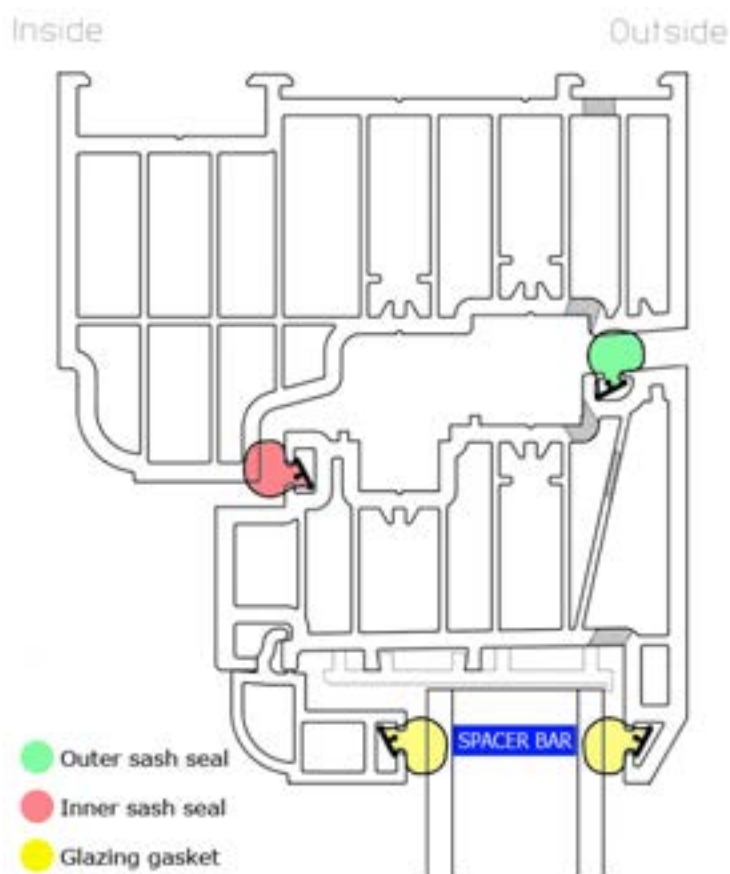 Inside
Outside
SPACER BAR
Outer sash seal
Inner sash seal
Glazing gasket